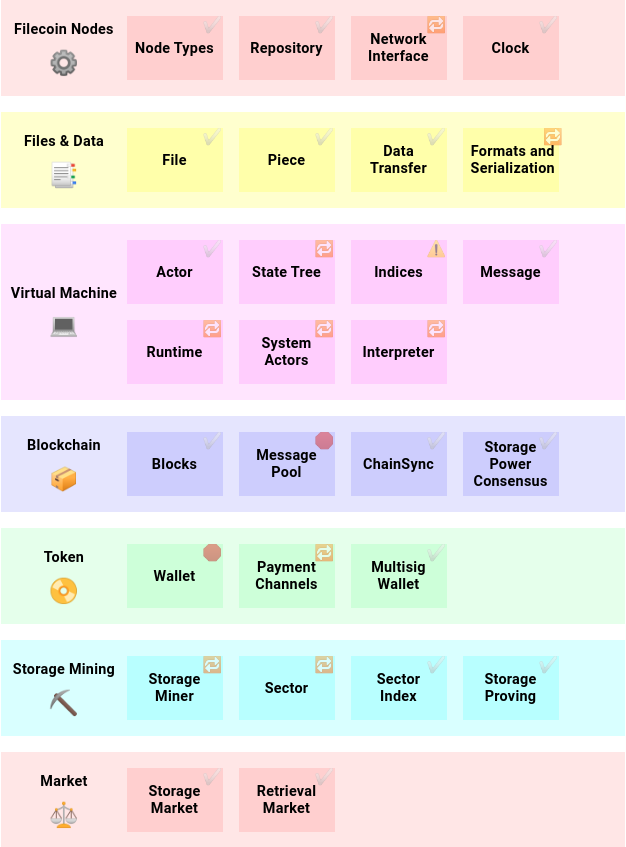 Filecoin Nodes
Node Types
Repository
Network
Interface
Clock
Files & Data
File
Piece
Data
Transfer
Formats and
Serialization
Virtual Machine
Actor
State Tree
Indices
Message
Runtime
System
Actors
Interpreter
Blockchain
Blocks
Message
Pool
ChainSync
Storage
Power
Consensus
Token
Wallet
Payment
Channels
Multisig
Wallet
Storage Mining
Storage
Miner
Sector
Sector
Index
Storage
Proving
Market
Storage
Market
Retrieval
Market